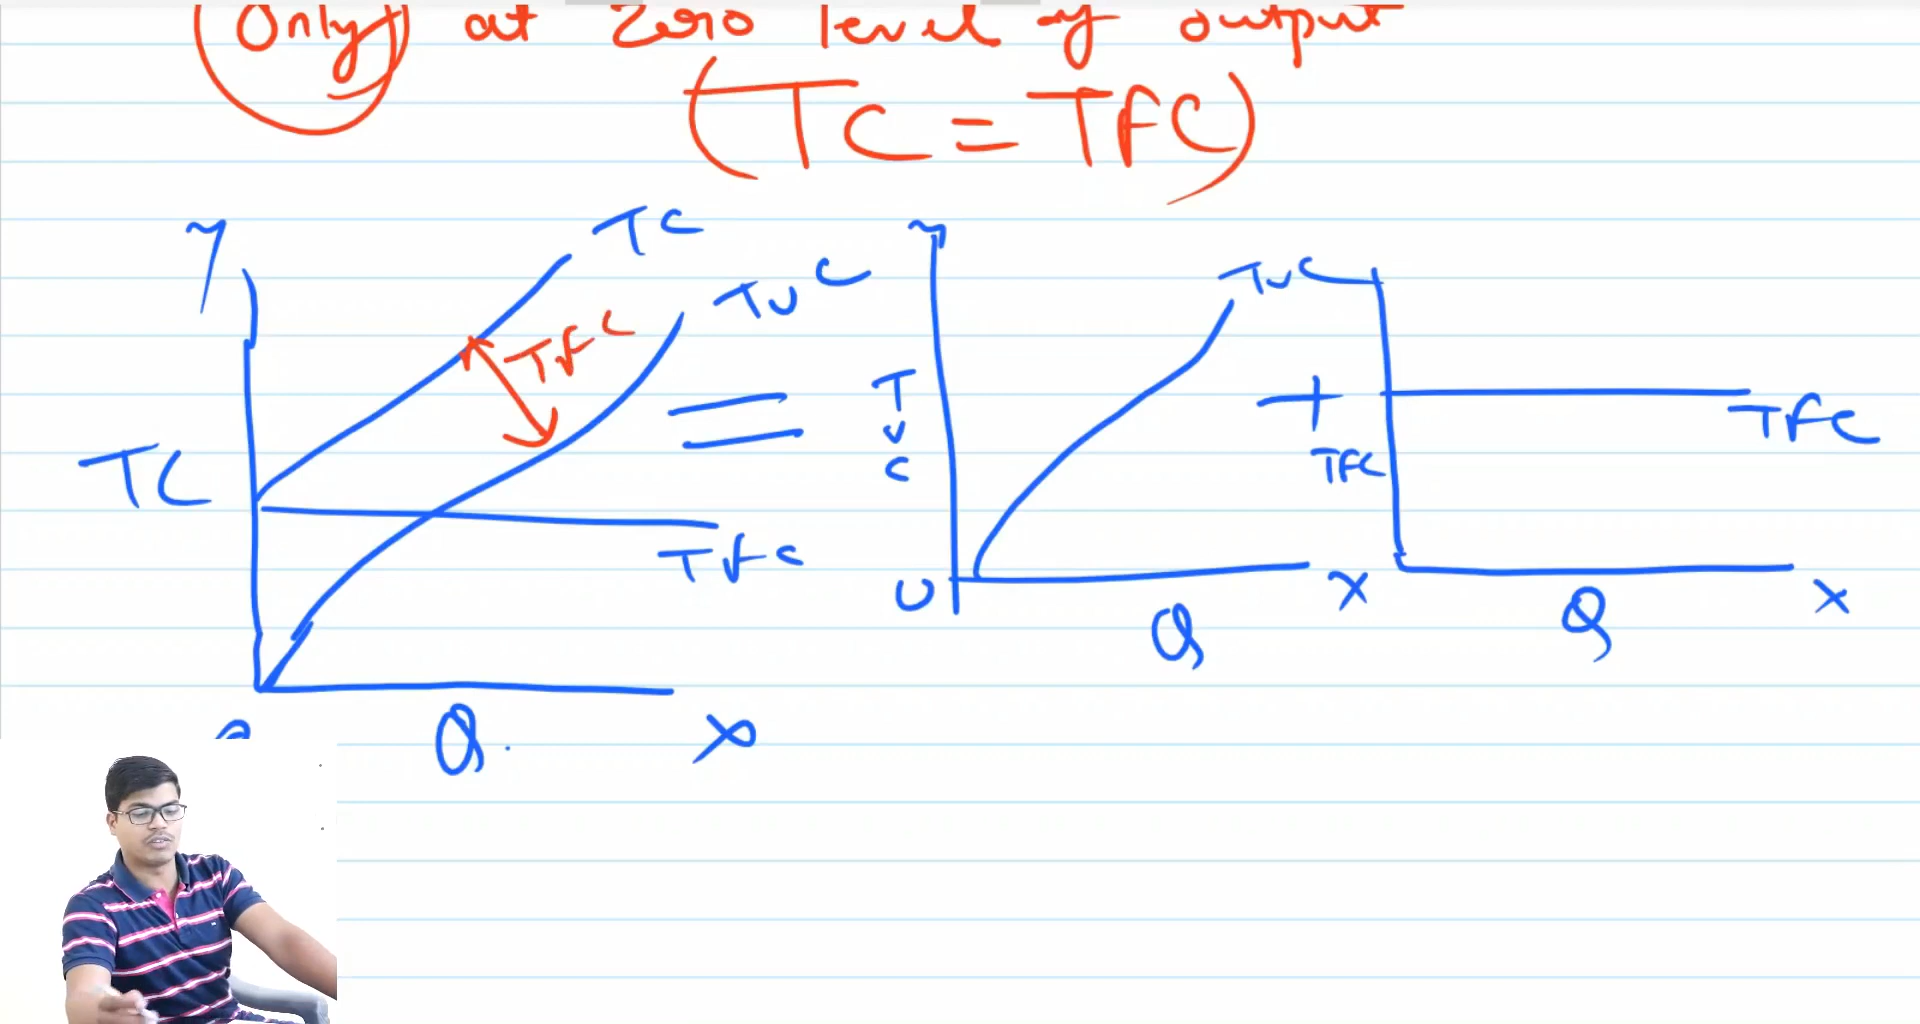 Only at zero level of output
(TC = TFC)
y
TC
TVC
TFC
TC
TFC
Q.
x
y
TVC
TVC
O
Q
x
+
TFC
TFC
Q
x
=